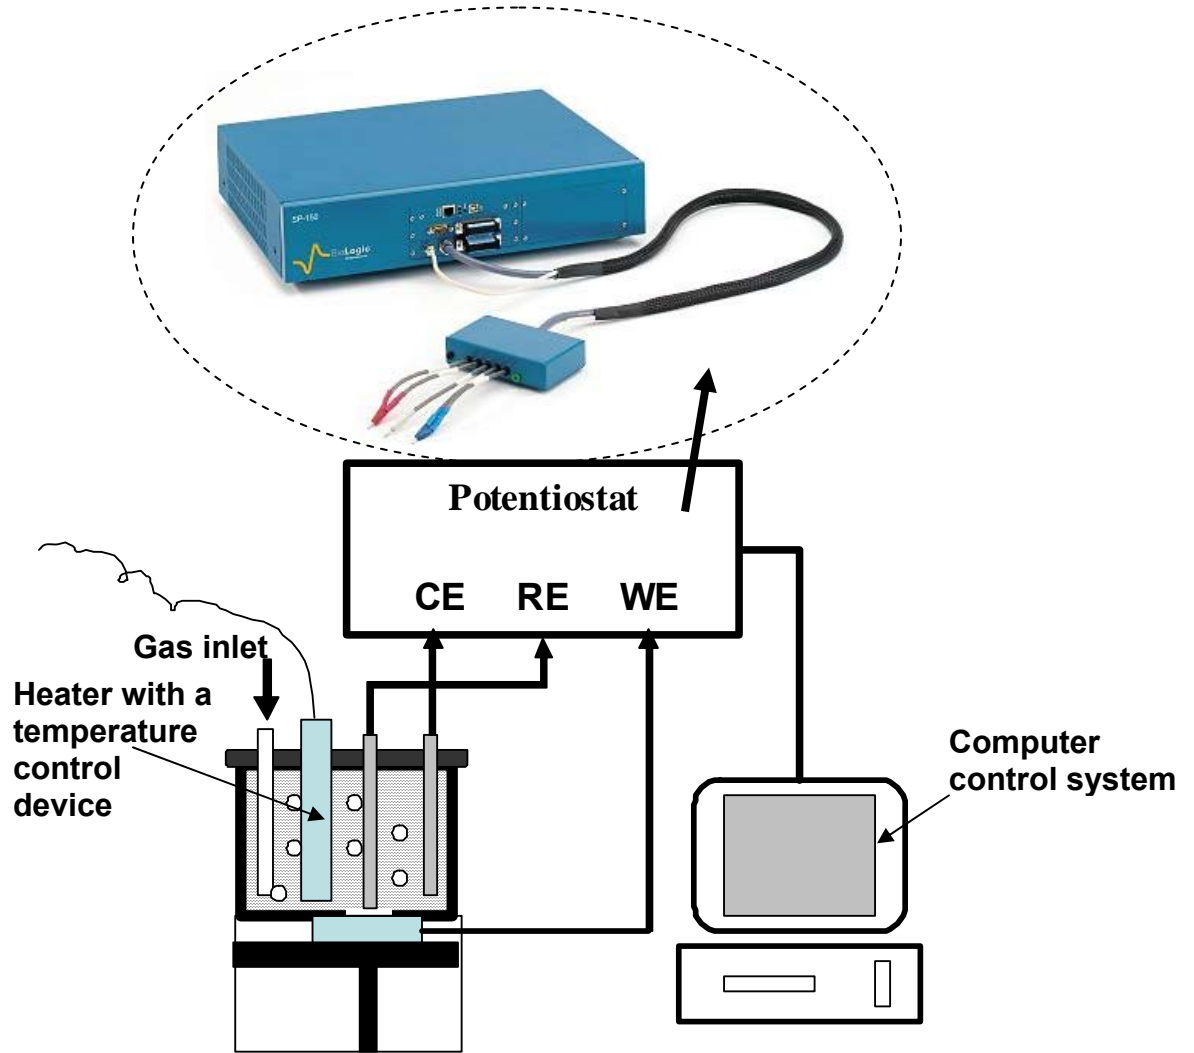 SP-150
BioLogic
Potentiostat
CE RE WE
Gas inlet
Heater with a
temperature
control
device
Computer
control system